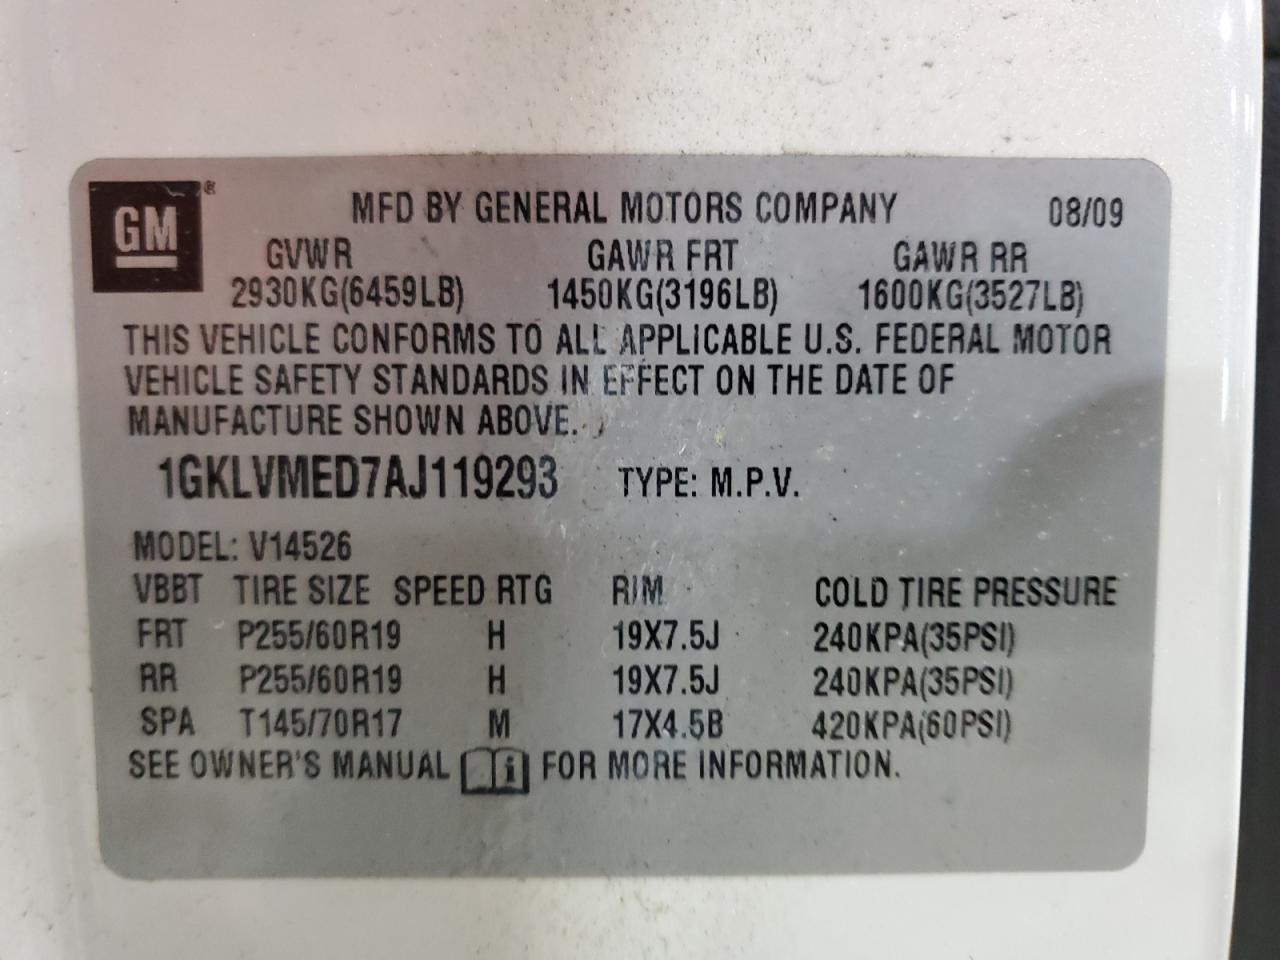 GM ® MFD BY GENERAL MOTORS COMPANY 08/09
GVWR GAWR FRT GAWR RR
2930KG(6459LB) 1450KG(3196LB) 1600KG(3527LB)
THIS VEHICLE CONFORMS TO ALL APPLICABLE U.S. FEDERAL MOTOR
VEHICLE SAFETY STANDARDS IN EFFECT ON THE DATE OF
MANUFACTURE SHOWN ABOVE.
1GKLVMED7AJ119293 TYPE: M.P.V.
MODEL: V14526
VBBT TIRE SIZE SPEED RTG RIM COLD TIRE PRESSURE
FRT P255/60R19 H 19X7.5J 240KPA(35PSI)
RR P255/60R19 H 19X7.5J 240KPA(35PSI)
SPA T145/70R17 M 17X4.5B 420KPA(60PSI)
SEE OWNER'S MANUAL i FOR MORE INFORMATION.